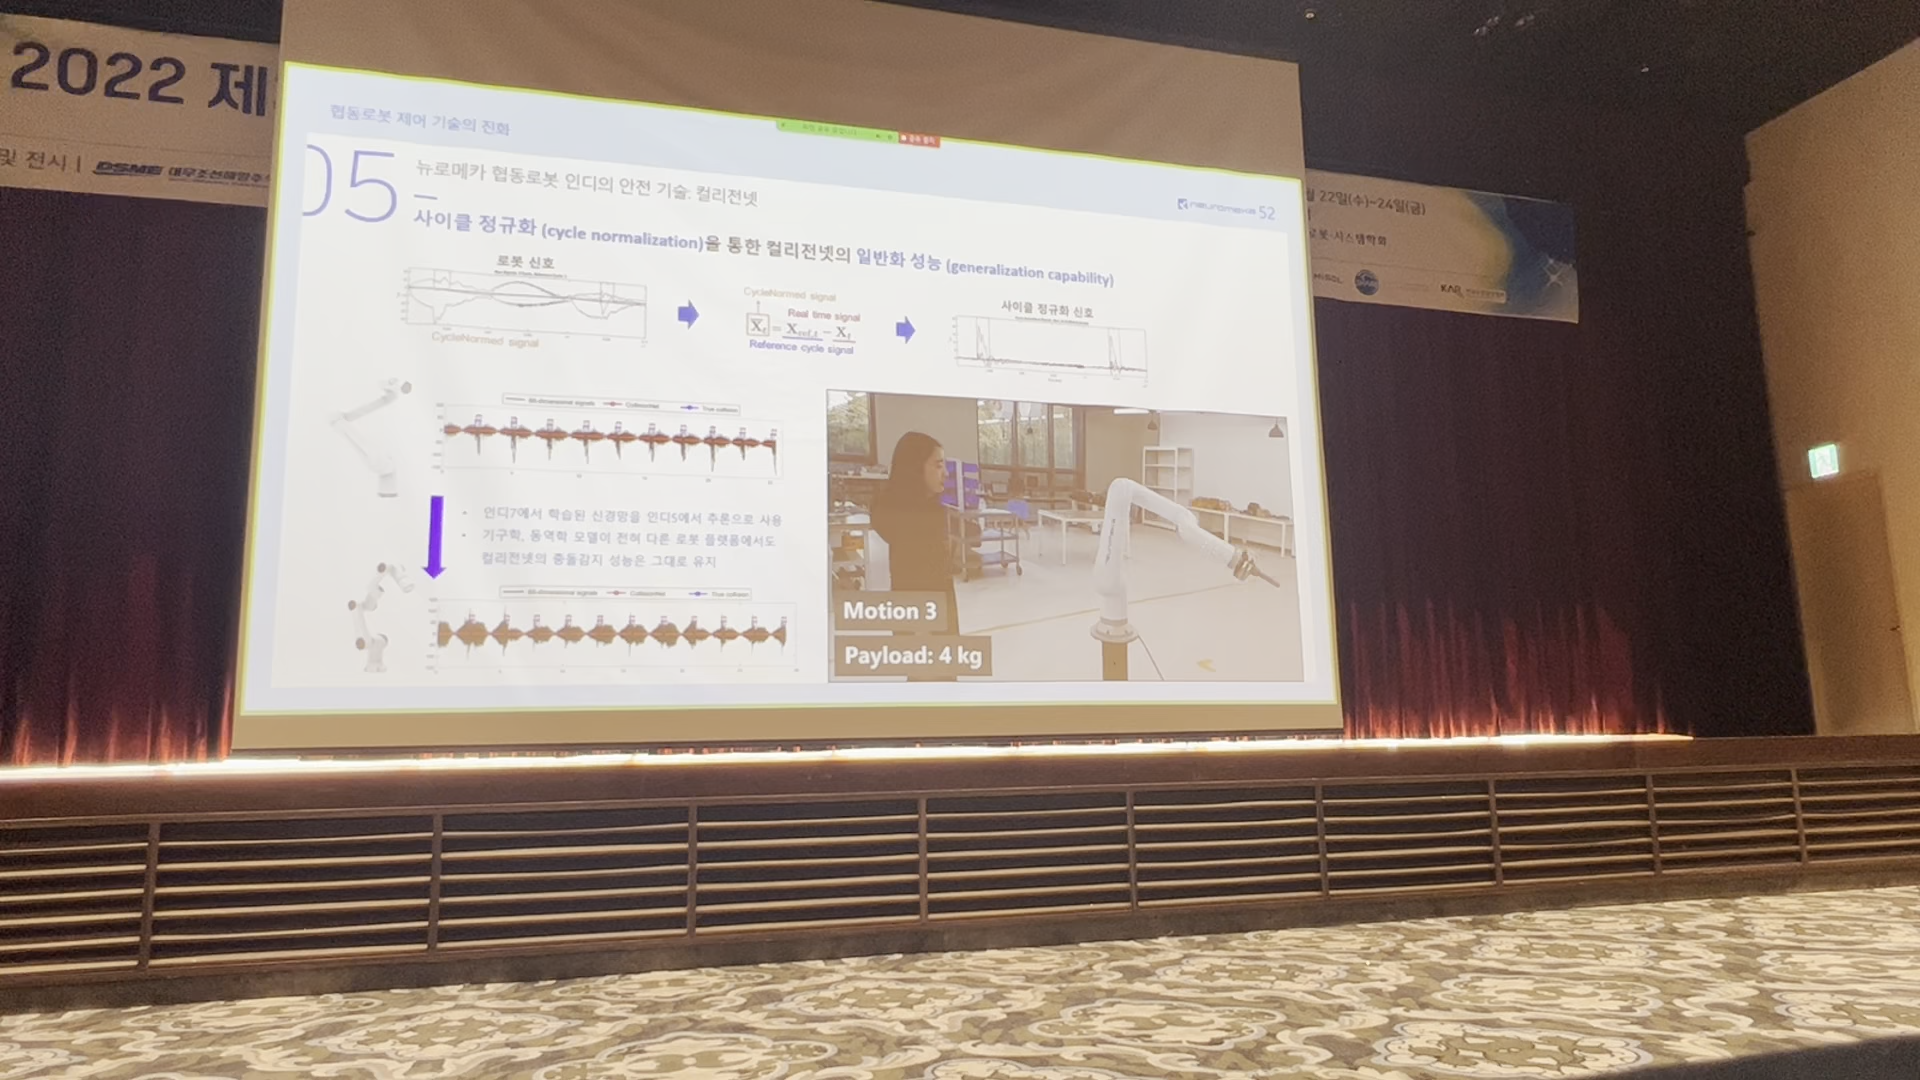 2022 제
및 전시 | DSME 대우조선해양주식
월 22일(수)~24일(금)
로봇·시스템학회
협동로봇 제어 기술의 진화
05
뉴로메카 협동로봇 인디의 안전 기술: 컬리전넷
neuromeka 52
사이클 정규화 (cycle normalization)을 통한 컬리전넷의 일반화 성능 (generalization capability)
로봇 신호
CycleNormed signal
CycleNormed signal
Real time signal
X̄t = Xref,t − Xt
Reference cycle signal
사이클 정규화 신호
CollisionNet
True collision
• 인디7에서 학습된 신경망을 인디5에서 추론으로 사용
• 기구학, 동역학 모델이 전혀 다른 로봇 플랫폼에서도
컬리전넷의 충돌감지 성능은 그대로 유지
CollisionNet
True collision
Motion 3
Payload: 4 kg